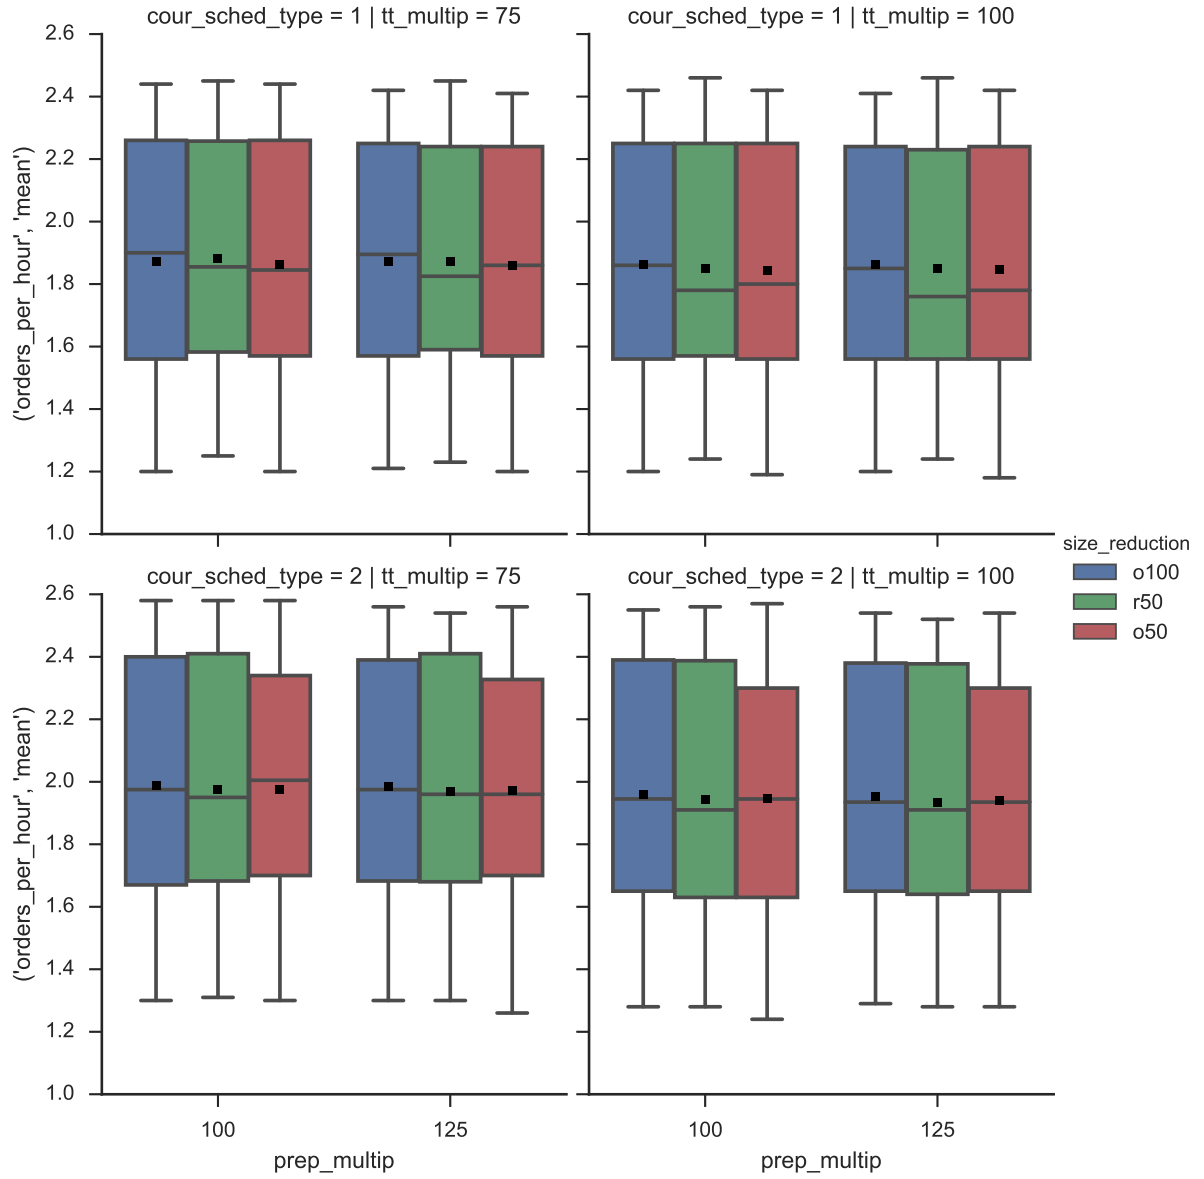 cour_sched_type = 1 | tt_multip = 75
cour_sched_type = 1 | tt_multip = 100
2.6
2.4
2.2
2.0
1.8
1.6
1.4
1.2
1.0
('orders_per_hour', 'mean')
cour_sched_type = 2 | tt_multip = 75
cour_sched_type = 2 | tt_multip = 100
2.6
2.4
2.2
2.0
1.8
1.6
1.4
1.2
1.0
('orders_per_hour', 'mean')
100
125
100
125
prep_multip
prep_multip
size_reduction
o100
r50
o50